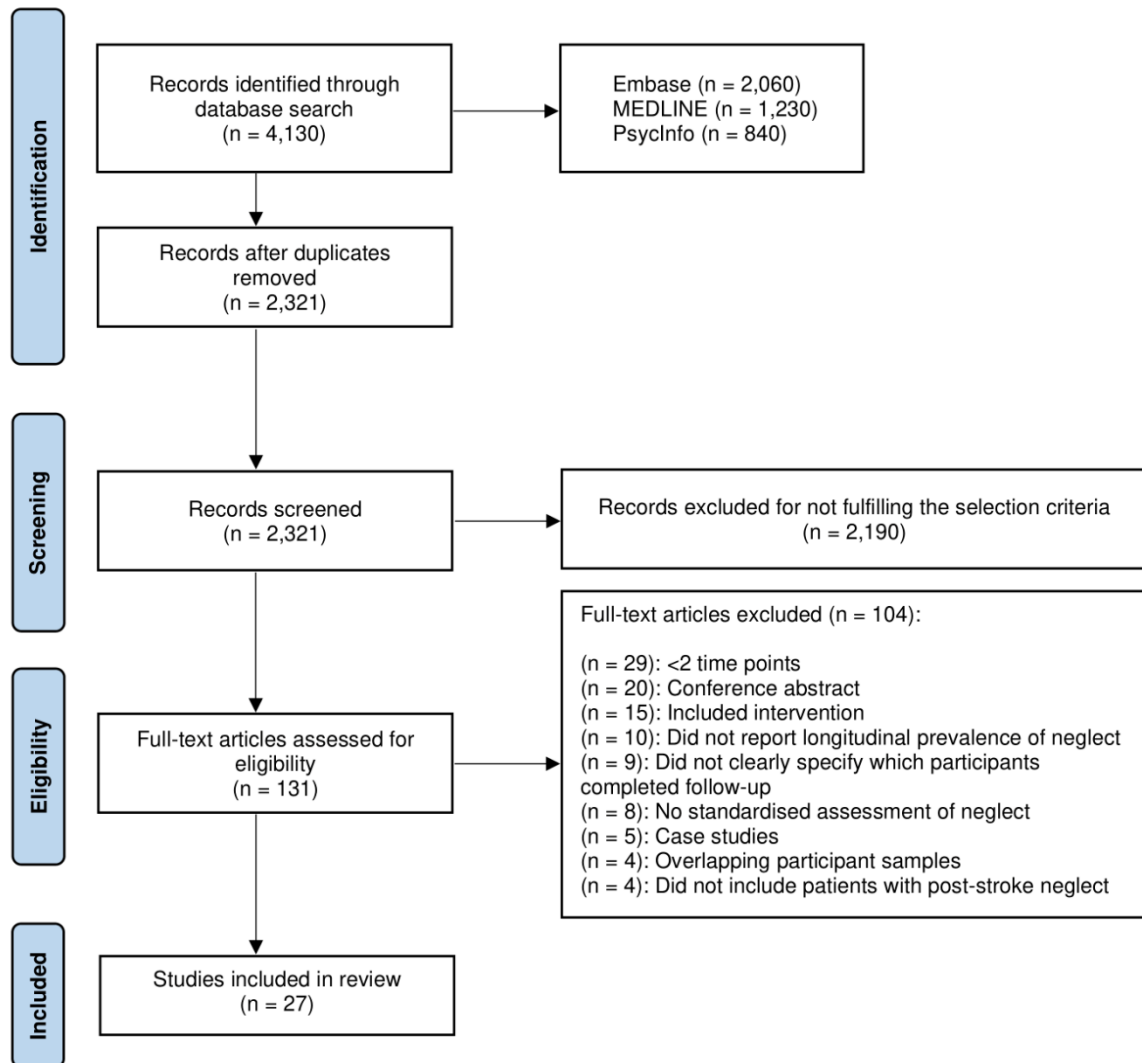 Identification
Records identified through
database search
(n = 4,130)
Embase (n = 2,060)
MEDLINE (n = 1,230)
PsycInfo (n = 840)
Records after duplicates
removed
(n = 2,321)
Screening
Records screened
(n = 2,321)
Records excluded for not fulfilling the selection criteria
(n = 2,190)
Eligibility
Full-text articles assessed for
eligibility
(n = 131)
Full-text articles excluded (n = 104):
(n = 29): <2 time points
(n = 20): Conference abstract
(n = 15): Included intervention
(n = 10): Did not report longitudinal prevalence of neglect
(n = 9): Did not clearly specify which participants
completed follow-up
(n = 8): No standardised assessment of neglect
(n = 5): Case studies
(n = 4): Overlapping participant samples
(n = 4): Did not include patients with post-stroke neglect
Included
Studies included in review
(n = 27)